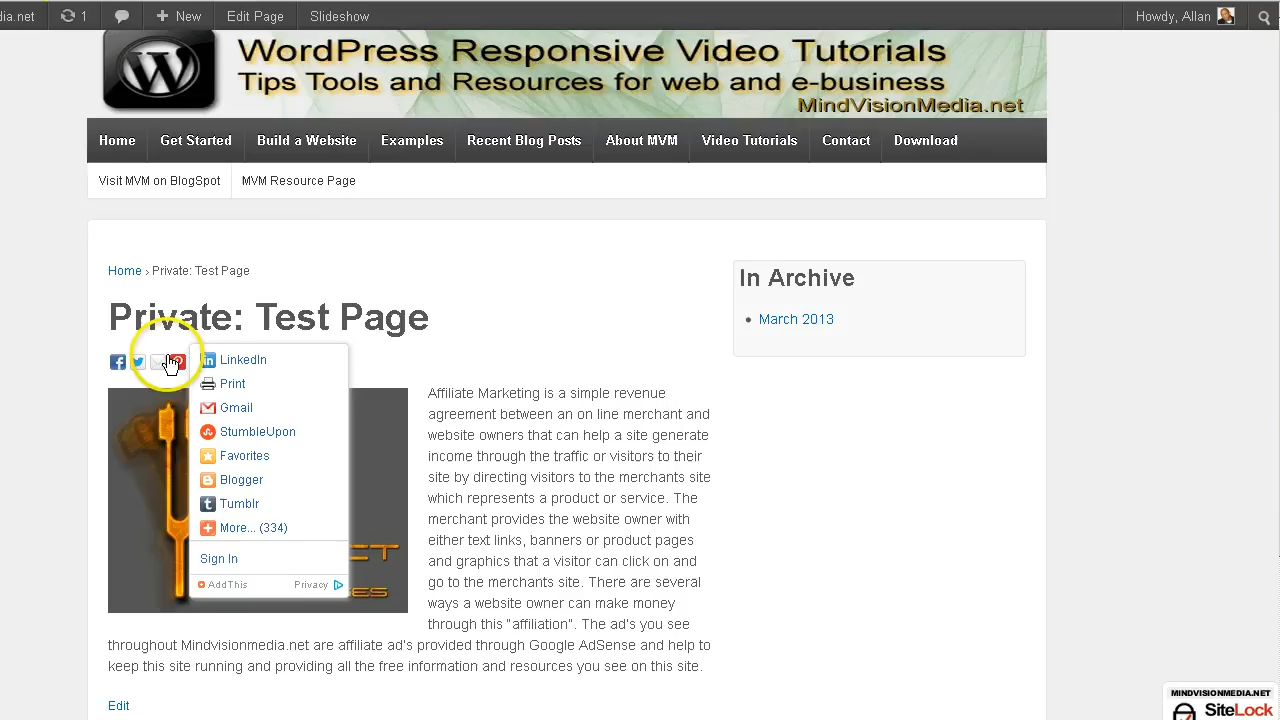 ia.net 1 + New Edit Page Slideshow Howdy, Allan
WordPress Responsive Video Tutorials
Tips Tools and Resources for web and e-business
MindVisionMedia.net
Home Get Started Build a Website Examples Recent Blog Posts About MVM Video Tutorials Contact Download
Visit MVM on BlogSpot MVM Resource Page
Home › Private: Test Page
In Archive
Private: Test Page
• March 2013
LinkedIn
Print
Gmail
StumbleUpon
Favorites
Blogger
Tumblr
More... (334)
Sign In
AddThis Privacy
CT
ES
Affiliate Marketing is a simple revenue
agreement between an on line merchant and
website owners that can help a site generate
income through the traffic or visitors to their
site by directing visitors to the merchants site
which represents a product or service. The
merchant provides the website owner with
either text links, banners or product pages
and graphics that a visitor can click on and
go to the merchants site. There are several
ways a website owner can make money
through this "affiliation". The ad's you see
throughout Mindvisionmedia.net are affiliate ad's provided through Google AdSense and help to
keep this site running and providing all the free information and resources you see on this site.
Edit
MINDVISIONMEDIA.NET
SiteLock